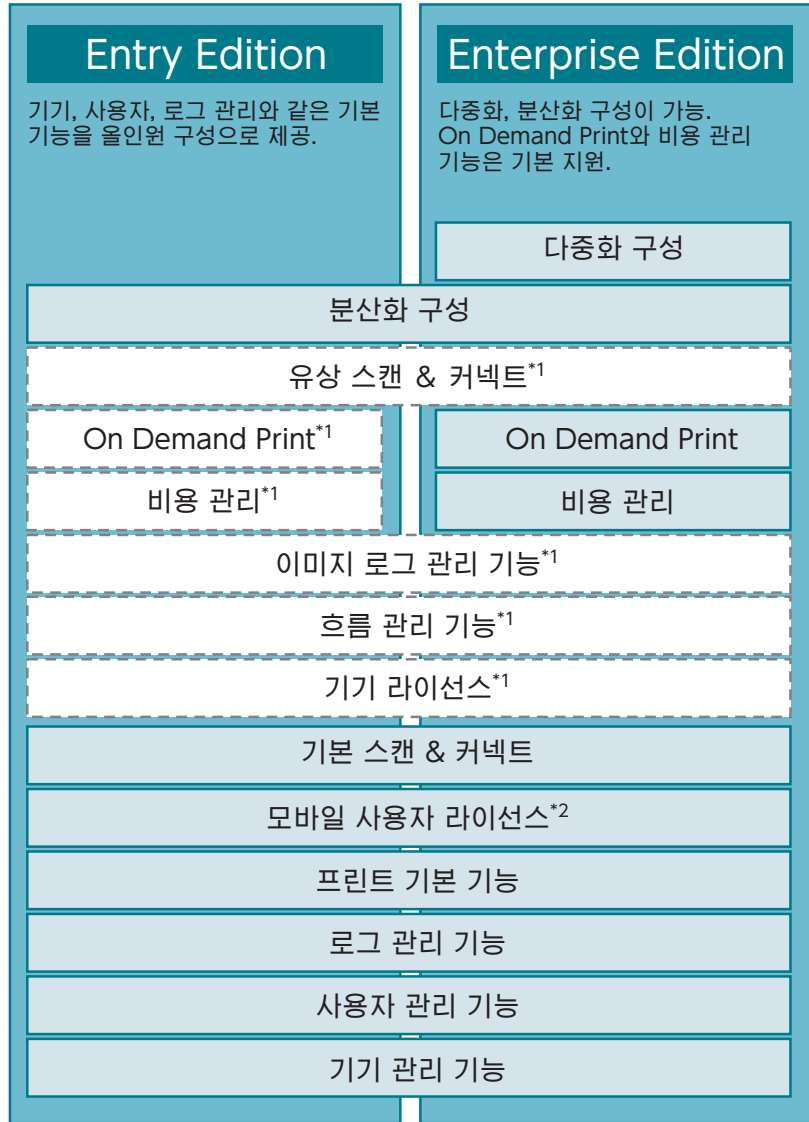 Entry Edition
기기, 사용자, 로그 관리와 같은 기본
기능을 올인원 구성으로 제공.
Enterprise Edition
다중화, 분산화 구성이 가능.
On Demand Print와 비용 관리
기능은 기본 지원.
다중화 구성
분산화 구성
유상 스캔 & 커넥트*1
On Demand Print*1
On Demand Print
비용 관리*1
비용 관리
이미지 로그 관리 기능*1
흐름 관리 기능*1
기기 라이선스*1
기본 스캔 & 커넥트
모바일 사용자 라이선스*2
프린트 기본 기능
로그 관리 기능
사용자 관리 기능
기기 관리 기능